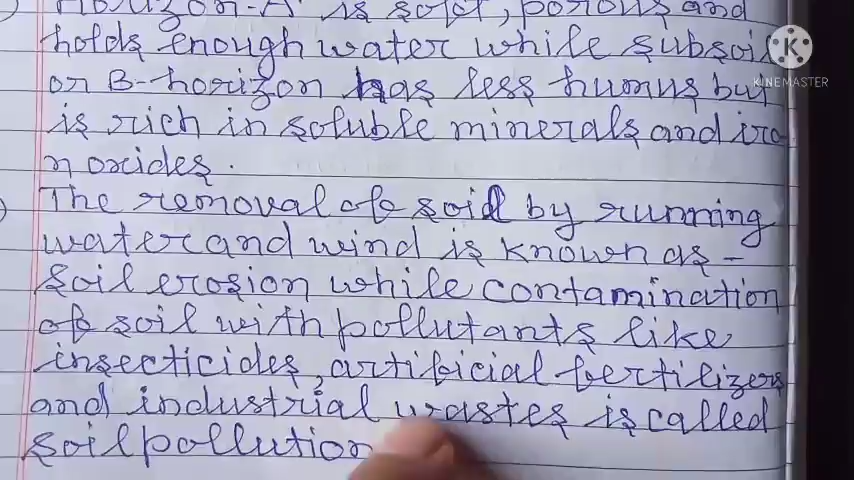 Horizon-A is soft, porous and
holds enough water while subsoil
or B-horizon has less humus but
is rich in soluble minerals and iro
n oxides.
The removal of soil by running
water and wind is known as -
soil erosion while contamination
of soil with pollutants like
insecticides, artificial fertilizers
and industrial wastes is called
soil pollution
KINEMASTER